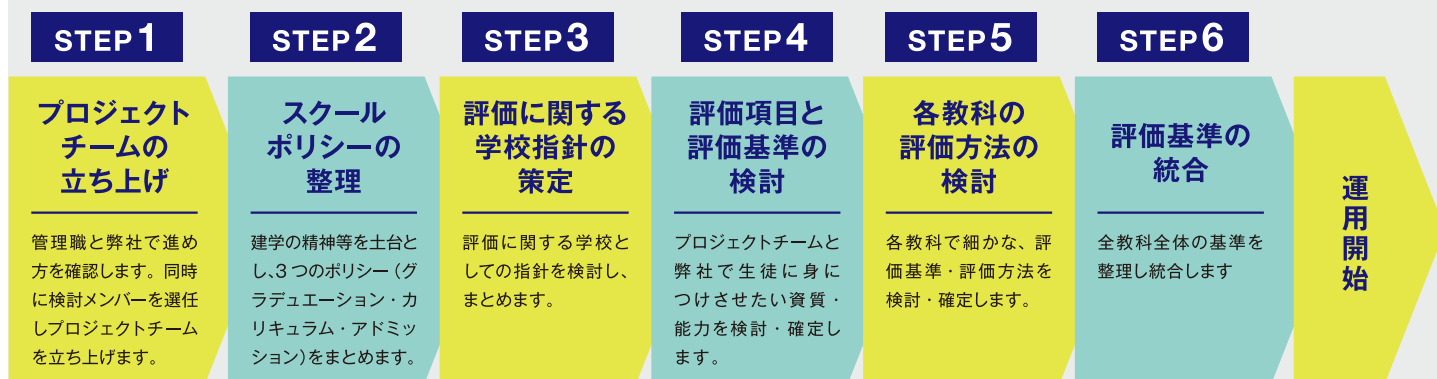 STEP1
プロジェクト
チームの
立ち上げ
管理職と弊社で進め
方を確認します。同時
に検討メンバーを選任
しプロジェクトチーム
を立ち上げます。
STEP2
スクール
ポリシーの
整理
建学の精神等を土台と
し、3つのポリシー(グ
ラデュエーション・カ
リキュラム・アドミッ
ション)をまとめます。
STEP3
評価に関する
学校指針の
策定
評価に関する学校と
しての指針を検討し、
まとめます。
STEP4
評価項目と
評価基準の
検討
プロジェクトチームと
弊社で生徒に身に
つけさせたい資質・
能力を検討・確定し
ます。
STEP5
各教科の
評価方法の
検討
各教科で細かな、評
価基準・評価方法を
検討・確定します。
STEP6
評価基準の
統合
全教科全体の基準を
整理し統合します
運用開始